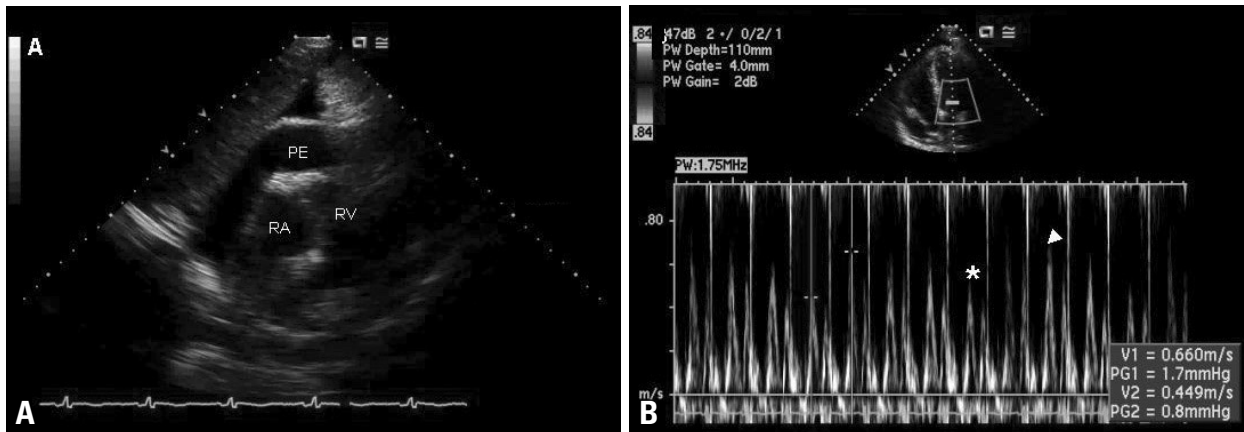 A
PE
RA
RV
A
.84
.84
47dB 2 •/ 0/2/1
PW Depth=110mm
PW Gate= 4.0mm
PW Gain= 2dB
PW:1.75MHz
.80
*
m/s
V1 = 0.660m/s
PG1 = 1.7mmHg
V2 = 0.449m/s
PG2 = 0.8mmHg
B